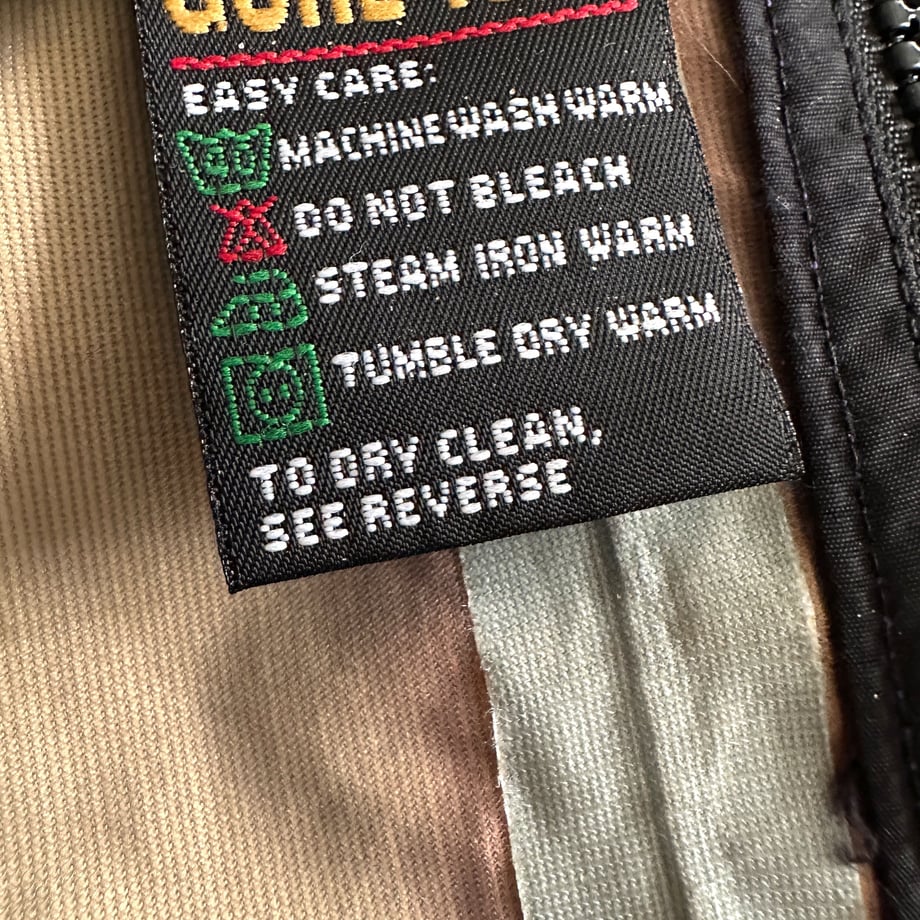 EASY CARE:
40 MACHINE WASH WARM
DO NOT BLEACH
STEAM IRON WARM
TUMBLE DRY WARM
TO DRY CLEAN,
SEE REVERSE